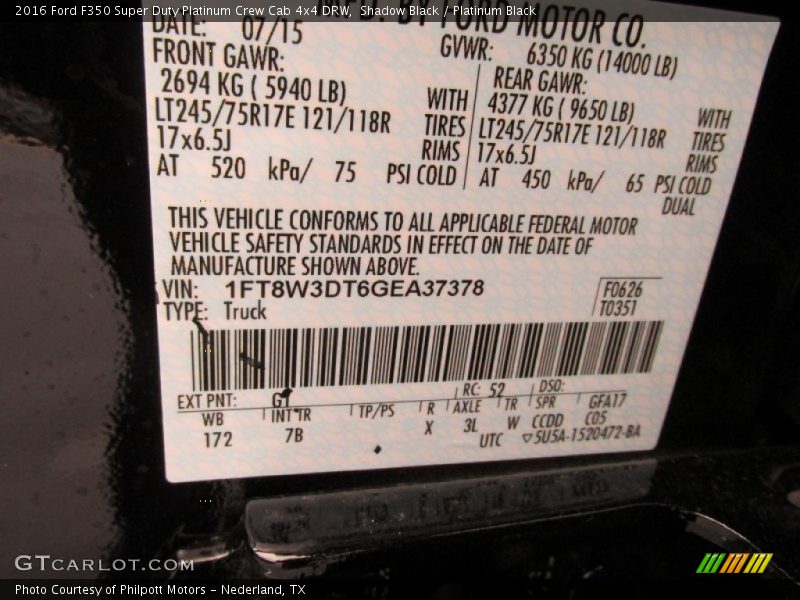 2016 Ford F350 Super Duty Platinum Crew Cab 4x4 DRW, Shadow Black / Platinum Black
BY FORD MOTOR CO.
DATE: 07/15 GVWR: 6350 KG (14000 LB)
FRONT GAWR: REAR GAWR:
2694 KG ( 5940 LB) WITH 4377 KG ( 9650 LB) WITH
LT245/75R17E 121/118R TIRES LT245/75R17E 121/118R TIRES
17x6.5J RIMS 17x6.5J RIMS
AT 520 kPa/ 75 PSI COLD AT 450 kPa/ 65 PSI COLD
DUAL
THIS VEHICLE CONFORMS TO ALL APPLICABLE FEDERAL MOTOR
VEHICLE SAFETY STANDARDS IN EFFECT ON THE DATE OF
MANUFACTURE SHOWN ABOVE.
VIN: 1FT8W3DT6GEA37378 F0626
TYPE: Truck T0351
EXT PNT: G1 RC: 52 DSO:
WB INT TR TP/PS R AXLE TR SPR GFA17
172 7B X 3L W CCDD C05
UTC ▽5U5A-1520472-BA
GTCARLOT.COM
Photo Courtesy of Philpott Motors - Nederland, TX